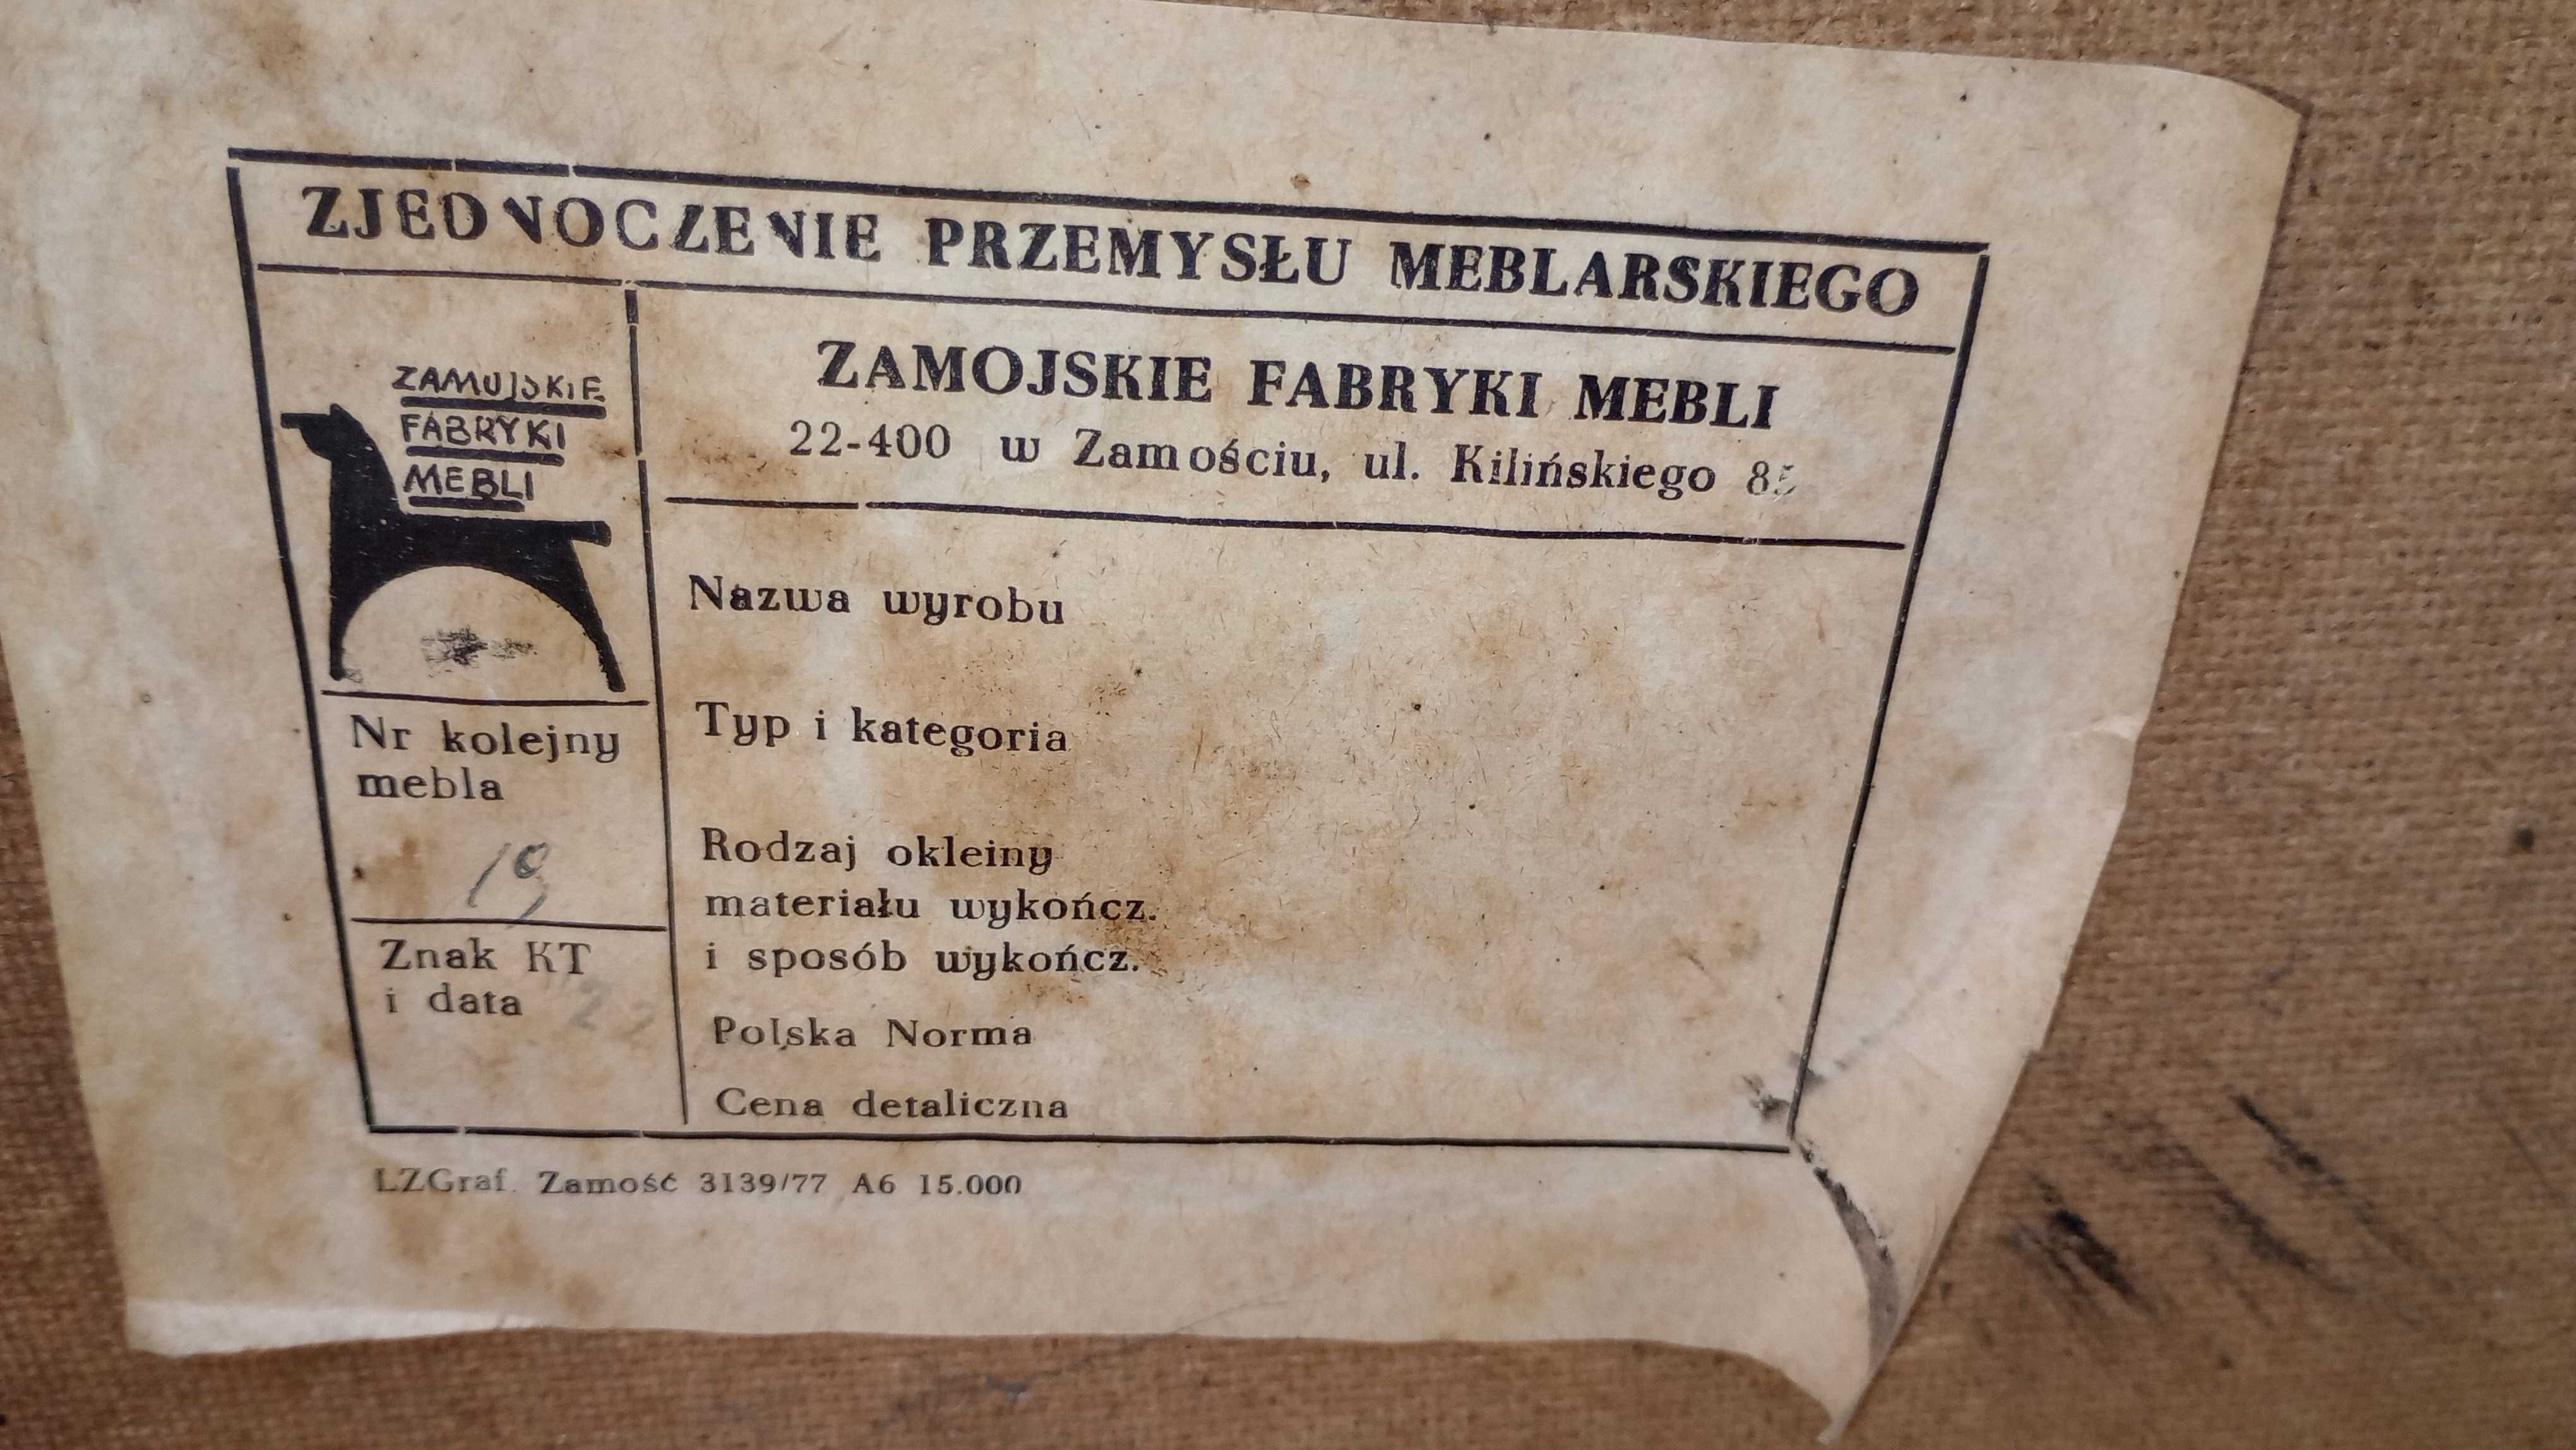 ZJEDNOCZENIE PRZEMYSŁU MEBLARSKIEGO
ZAMOJSKIE
FABRYKI
MEBLI
ZAMOJSKIE FABRYKI MEBLI
22-400 w Zamościu, ul. Kilińskiego 85
Nazwa wyrobu
Typ i kategoria
Rodzaj okleiny
materiału wykończ.
i sposób wykończ.
Polska Norma
Cena detaliczna
Nr kolejny
mebla
19
Znak KT
i data
LZGraf. Zamość 3139/77 A6 15.000